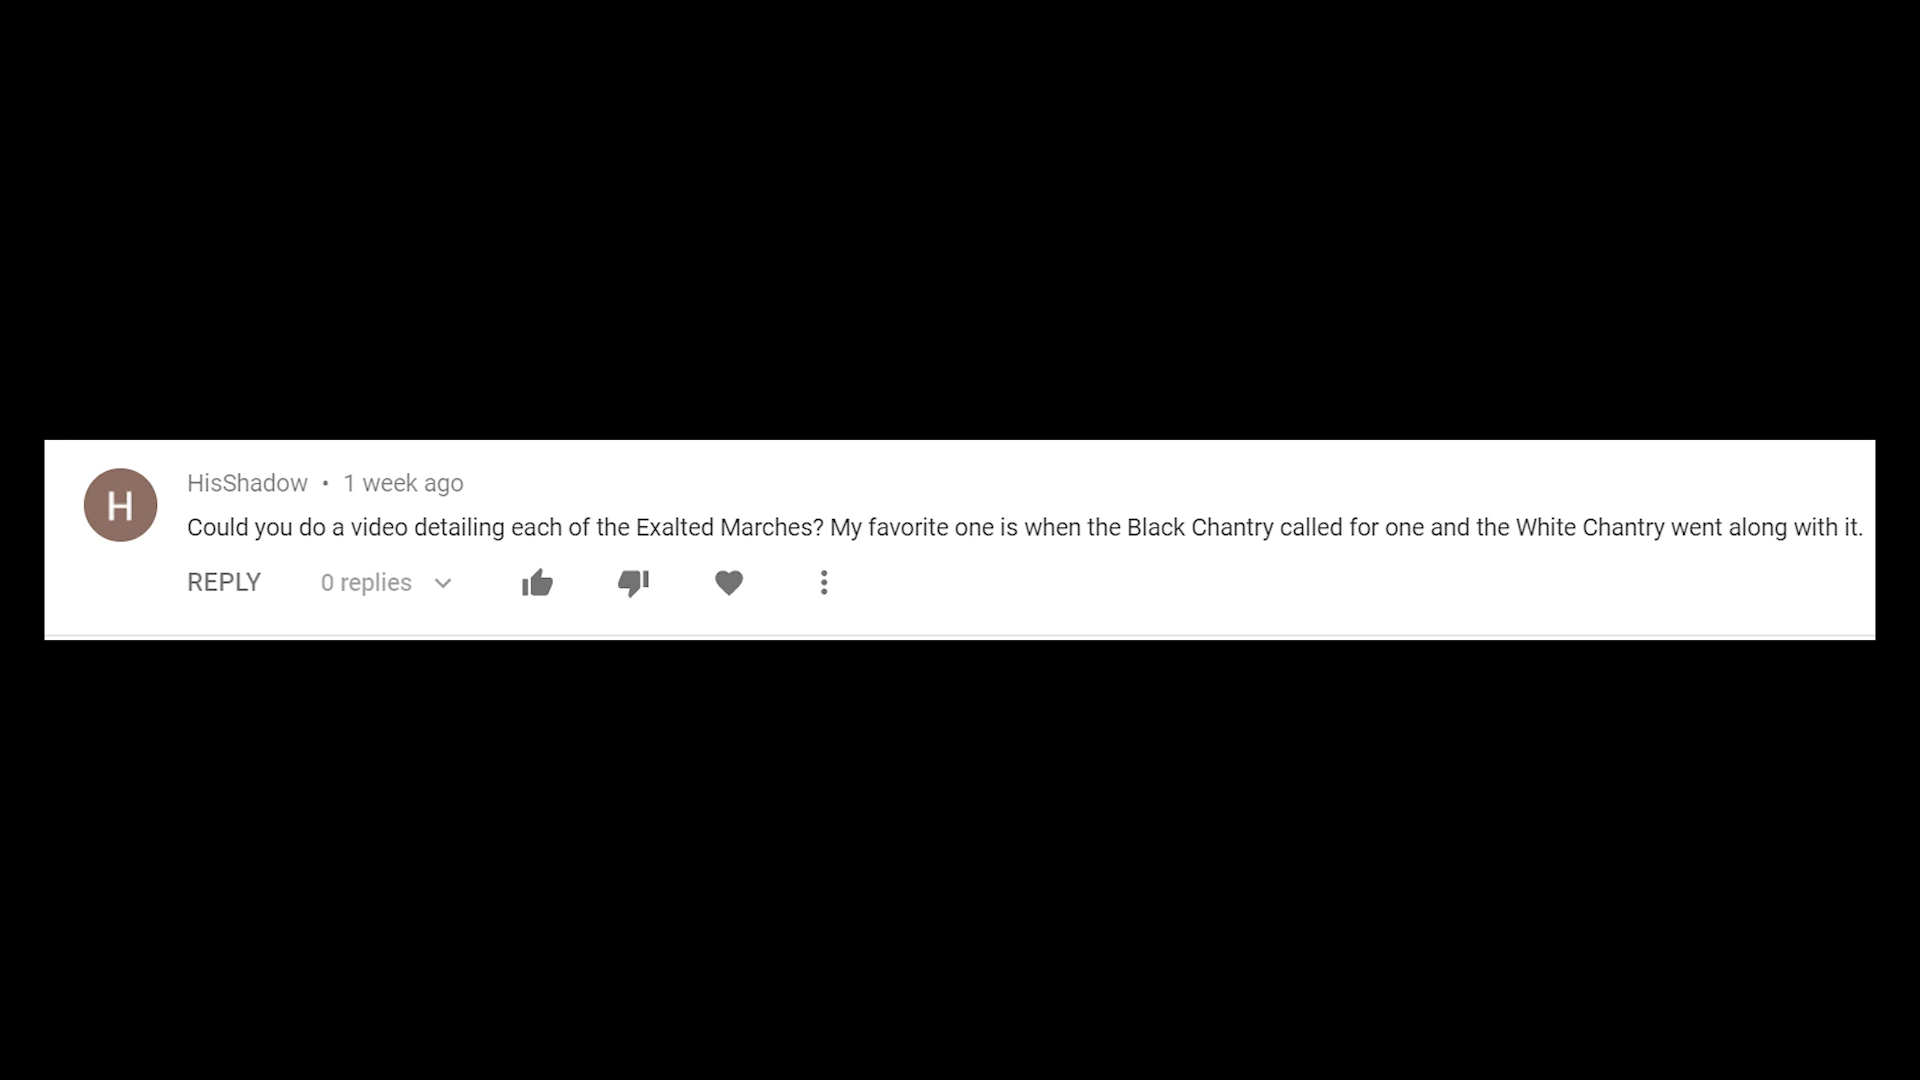 H
HisShadow • 1 week ago
Could you do a video detailing each of the Exalted Marches? My favorite one is when the Black Chantry called for one and the White Chantry went along with it.
REPLY 0 replies